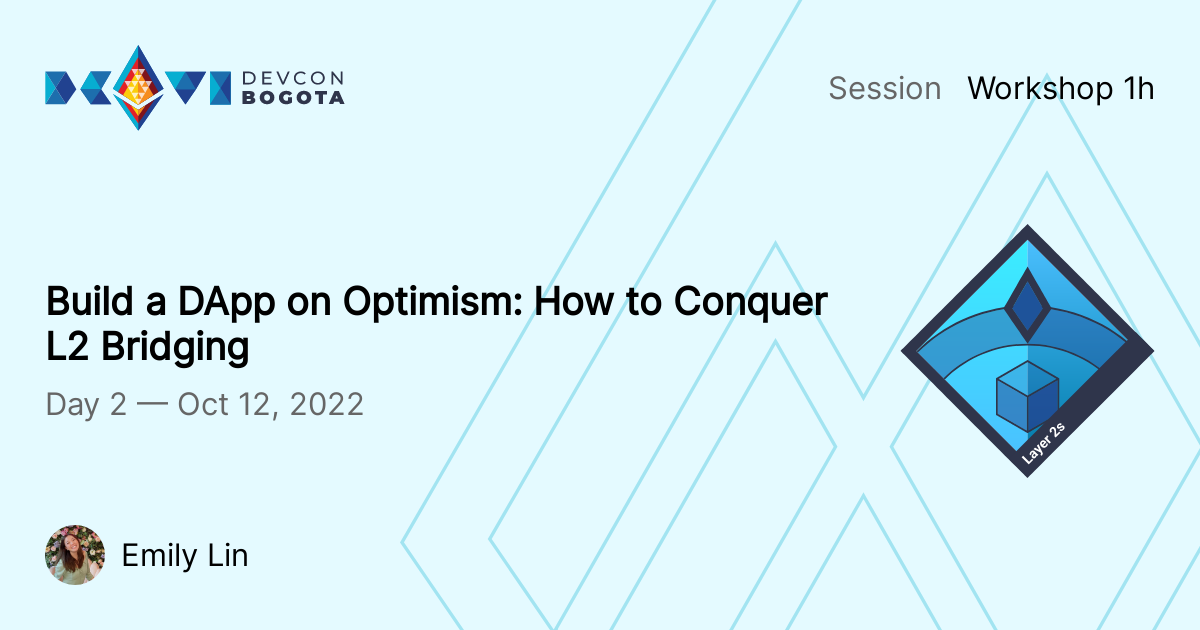 DEVCON
BOGOTA
Session Workshop 1h
Build a DApp on Optimism: How to Conquer
L2 Bridging
Day 2 — Oct 12, 2022
Layer 2s
Emily Lin